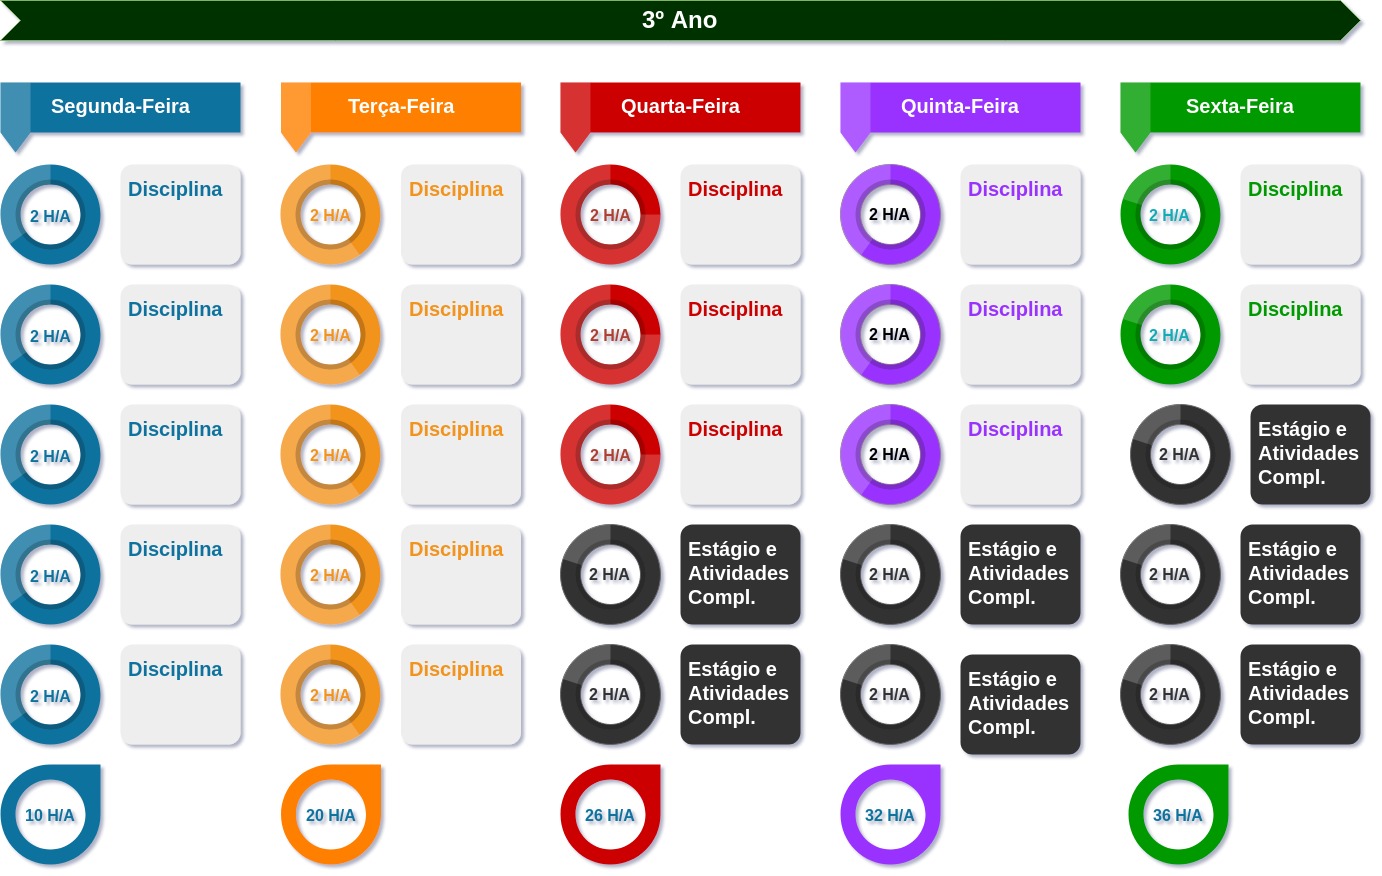 3º Ano
Segunda-Feira
Terça-Feira
Quarta-Feira
Quinta-Feira
Sexta-Feira
2 H/A
Disciplina
2 H/A
Disciplina
2 H/A
Disciplina
2 H/A
Disciplina
2 H/A
Disciplina
2 H/A
Disciplina
2 H/A
Disciplina
2 H/A
Disciplina
2 H/A
Disciplina
2 H/A
Disciplina
2 H/A
Disciplina
2 H/A
Disciplina
2 H/A
Disciplina
2 H/A
Disciplina
2 H/A
Estágio e
Atividades
Compl.
2 H/A
Disciplina
2 H/A
Disciplina
2 H/A
Estágio e
Atividades
Compl.
2 H/A
Estágio e
Atividades
Compl.
2 H/A
Estágio e
Atividades
Compl.
2 H/A
Disciplina
2 H/A
Disciplina
2 H/A
Estágio e
Atividades
Compl.
2 H/A
Estágio e
Atividades
Compl.
2 H/A
Estágio e
Atividades
Compl.
10 H/A
20 H/A
26 H/A
32 H/A
36 H/A